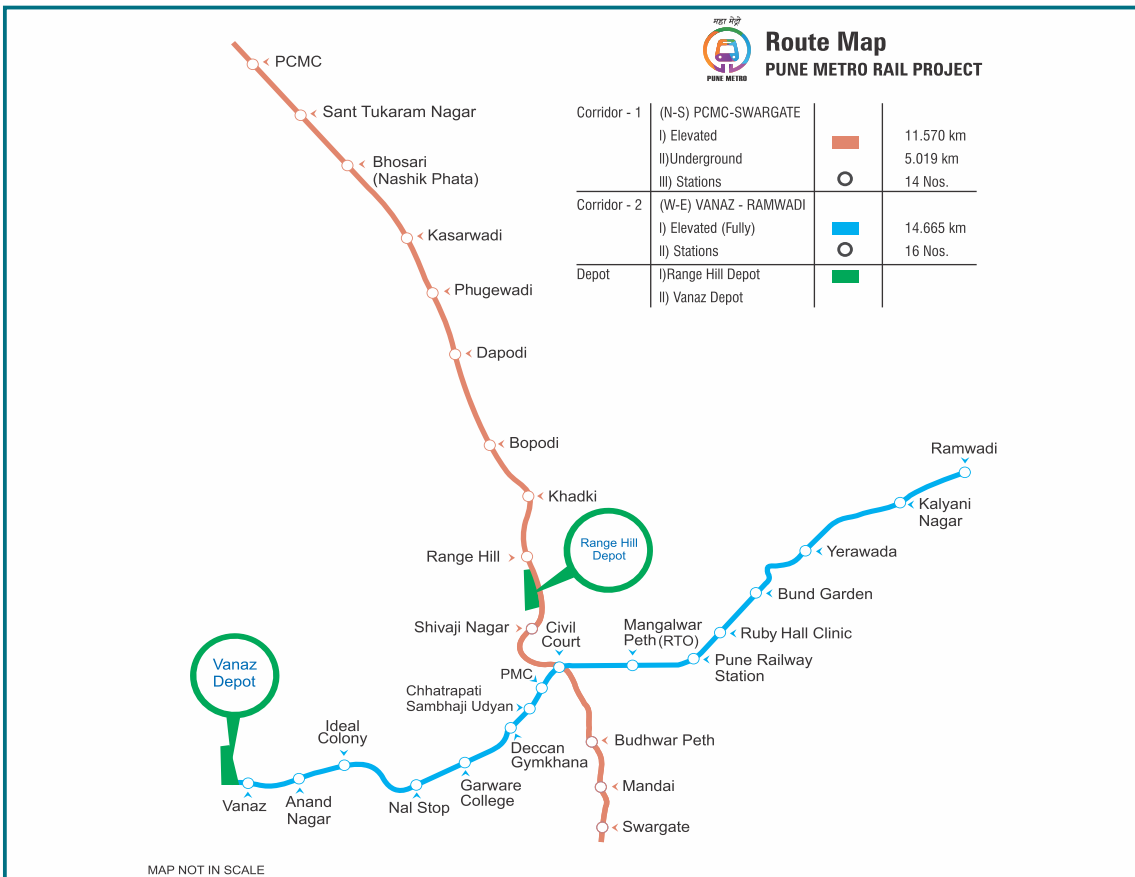 महा मेट्रो
PUNE METRO
Route Map
PUNE METRO RAIL PROJECT
Corridor - 1 (N-S) PCMC-SWARGATE
I) Elevated 11.570 km
II)Underground 5.019 km
III) Stations 14 Nos.
Corridor - 2 (W-E) VANAZ - RAMWADI
I) Elevated (Fully) 14.665 km
II) Stations 16 Nos.
Depot I)Range Hill Depot
II) Vanaz Depot
PCMC
Sant Tukaram Nagar
Bhosari
(Nashik Phata)
Kasarwadi
Phugewadi
Dapodi
Bopodi
Khadki
Range Hill
Range Hill
Depot
Shivaji Nagar
Civil
Court
Mangalwar
Peth (RTO)
Pune Railway
Station
Ruby Hall Clinic
Bund Garden
Yerawada
Kalyani
Nagar
Ramwadi
PMC
Chhatrapati
Sambhaji Udyan
Deccan
Gymkhana
Garware
College
Nal Stop
Ideal
Colony
Anand
Nagar
Vanaz
Vanaz
Depot
Budhwar Peth
Mandai
Swargate
MAP NOT IN SCALE